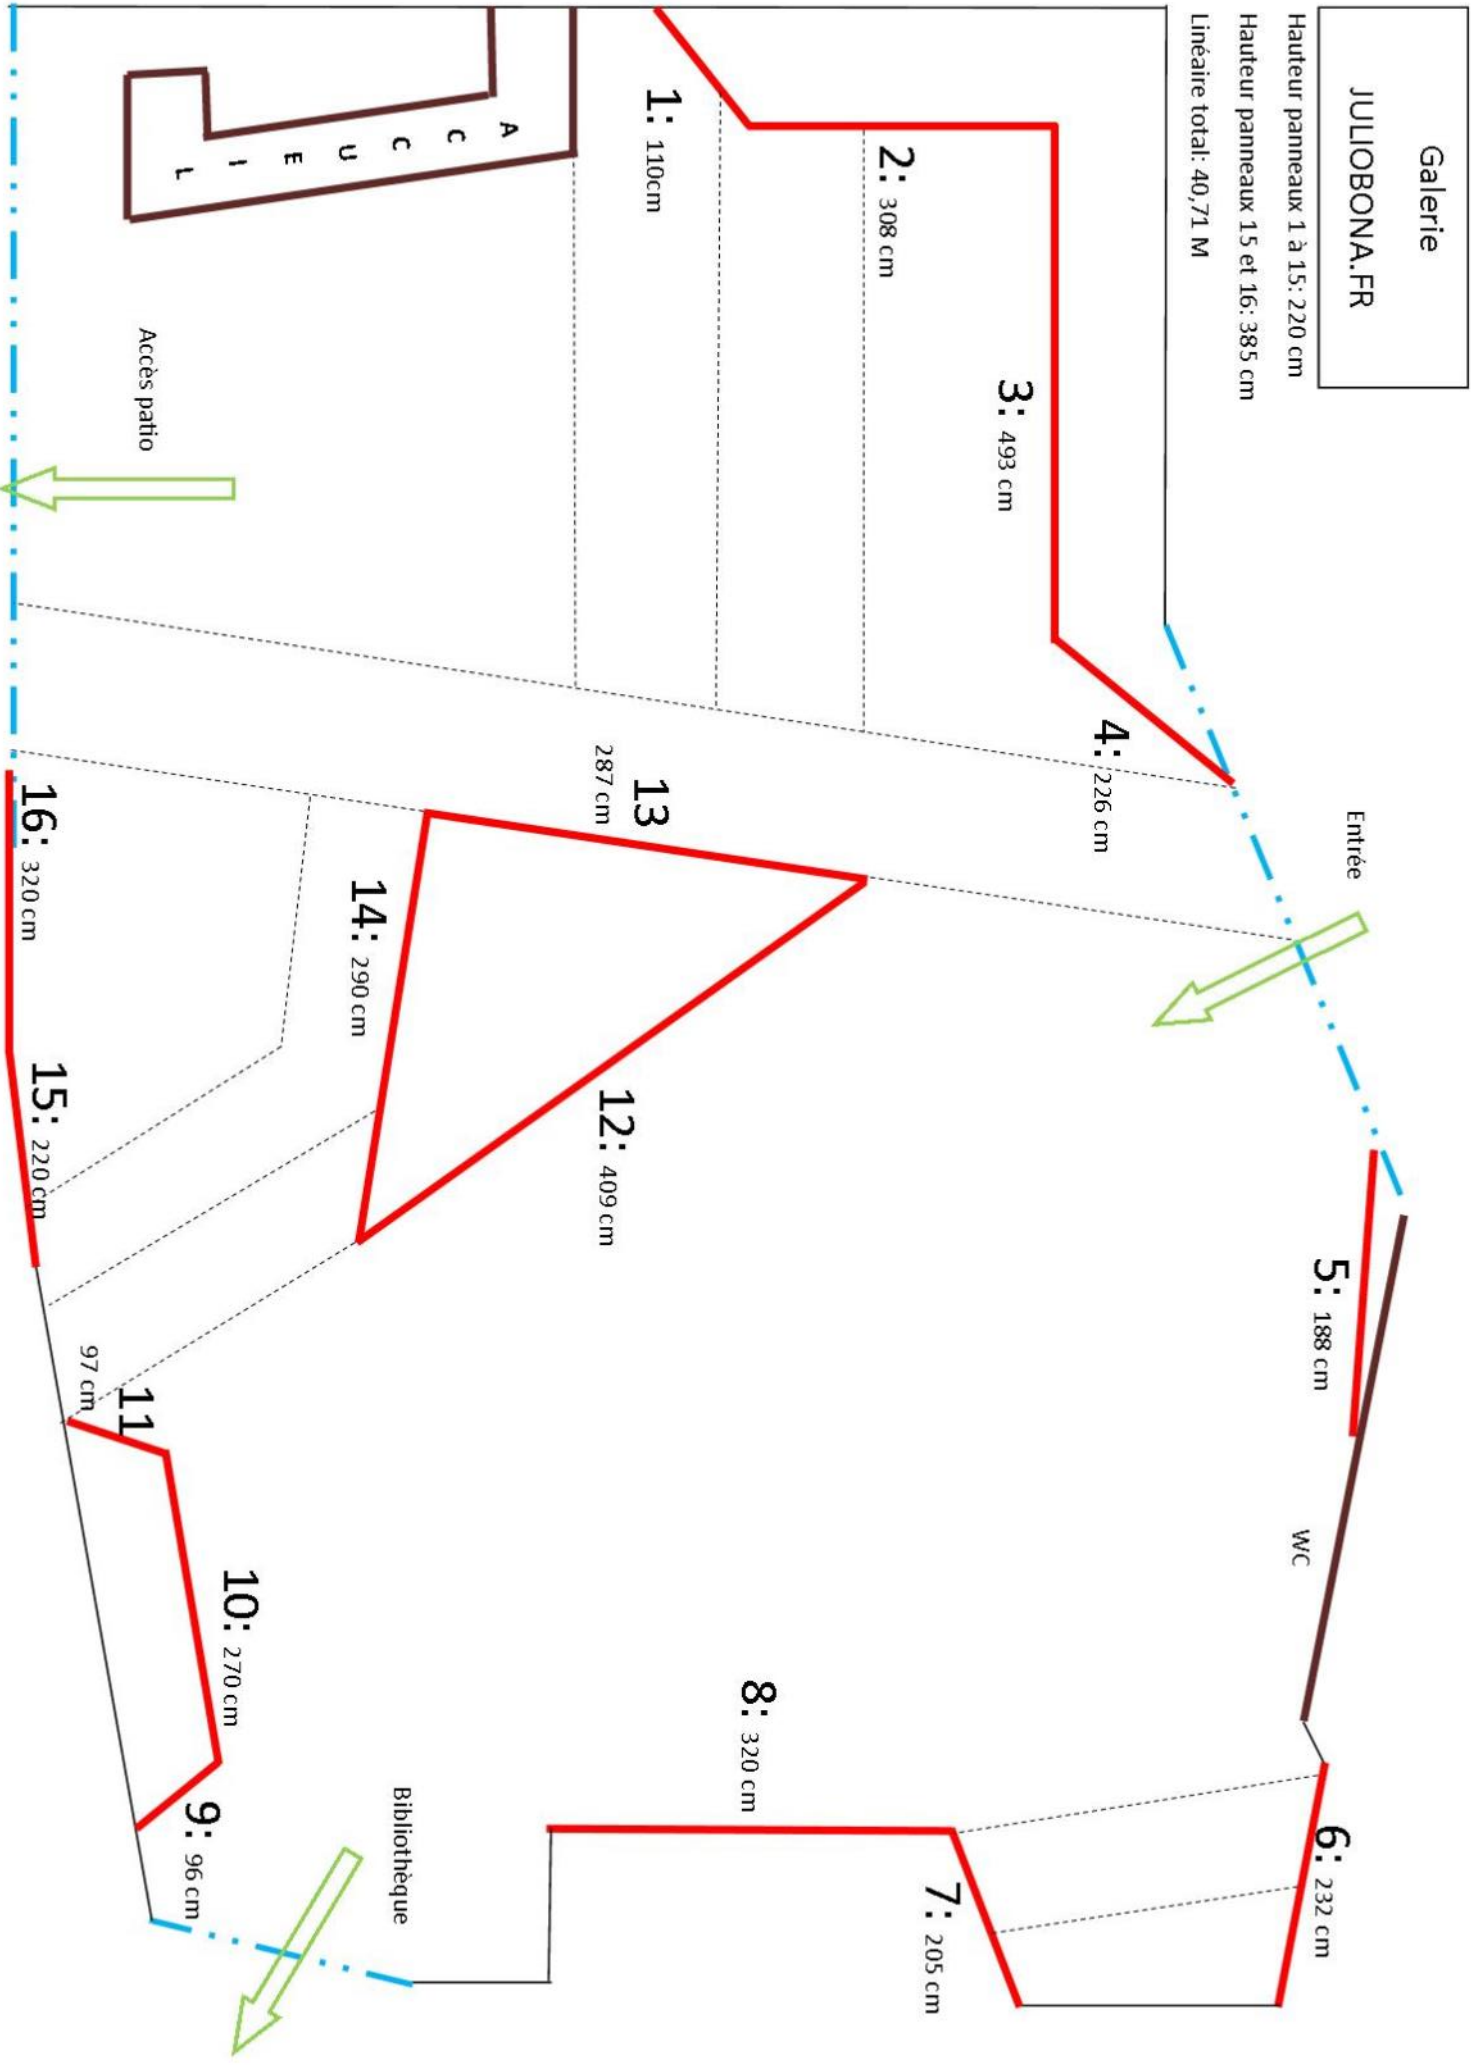 Galerie
JULIOBONA.FR
Hauteur panneaux 1 à 15: 220 cm
Hauteur panneaux 15 et 16: 385 cm
Linéaire total: 40,71 M
Entrée
5: 188 cm
WC
6: 232 cm
4: 226 cm
3: 493 cm
2: 308 cm
1: 110cm
7: 205 cm
8: 320 cm
13
287 cm
12: 409 cm
14: 290 cm
ACCUEIL
Accès patio
Bibliothèque
10: 270 cm
9: 96 cm
11
97 cm
16: 320 cm
15: 220 cm